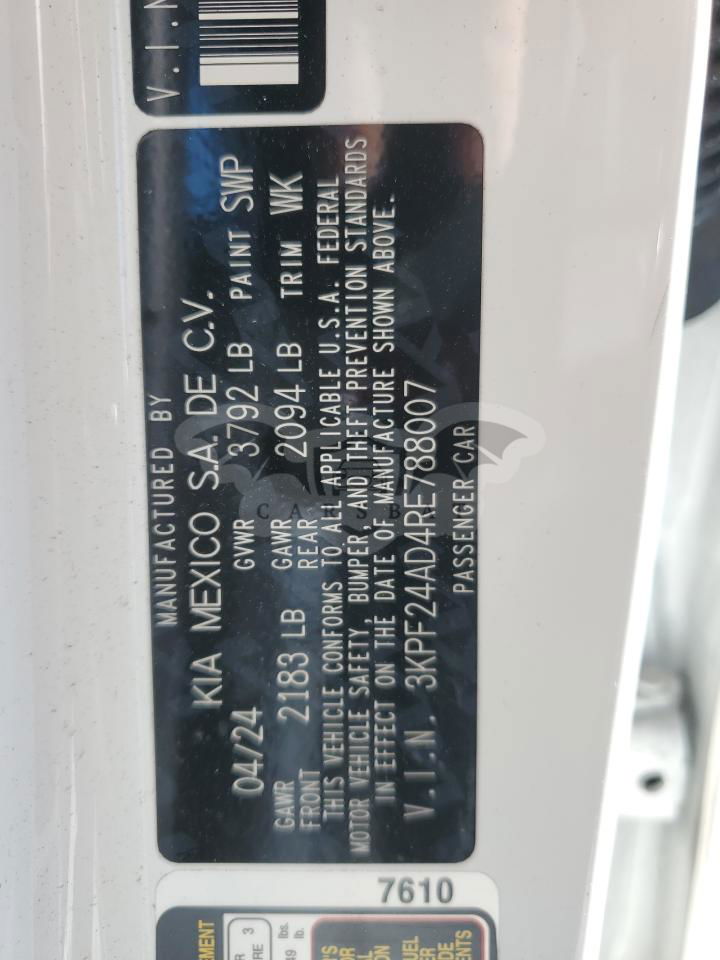 V.I.N
MANUFACTURED BY
KIA MEXICO S.A. DE C.V.
04/24 GVWR 3792 LB PAINT SWP
GAWR FRONT 2183 LB GAWR REAR 2094 LB TRIM WK
THIS VEHICLE CONFORMS TO ALL APPLICABLE U.S.A. FEDERAL
MOTOR VEHICLE SAFETY, BUMPER, AND THEFT PREVENTION STANDARDS
IN EFFECT ON THE DATE OF MANUFACTURE SHOWN ABOVE.
V.I.N. 3KPF24AD4RE788007
PASSENGER CAR
CARSBA
7610